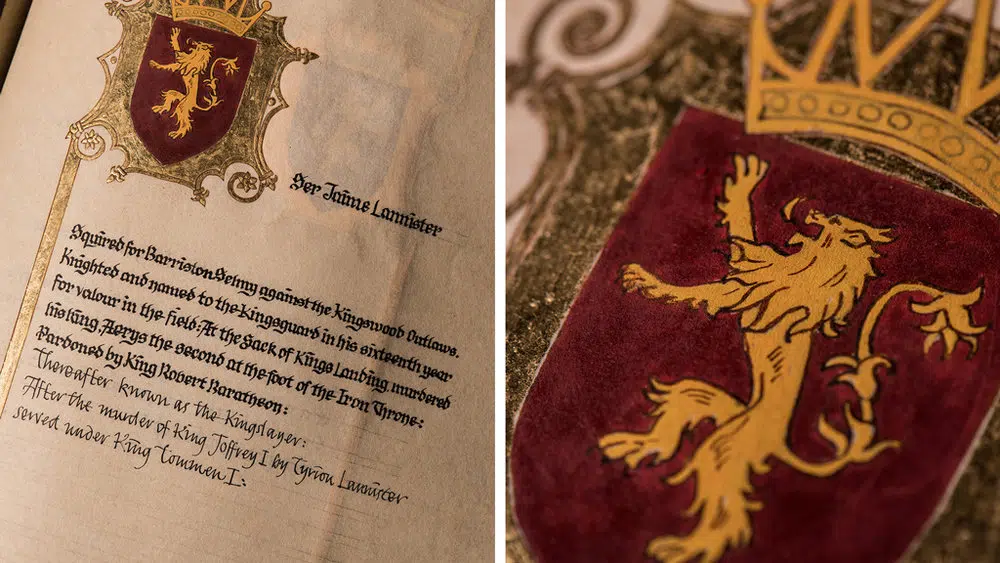 Ser Jaime Lannister
Squired for Barriston Selmy against the Kingswood Outlaws.
Knighted and named to the Kingsguard in his sixteenth year
for valour in the field: At the Sack of Kings Landing murdered
his king, Aerys the second at the foot of the Iron Throne:
Pardoned by King Robert Baratheon:
Thereafter known as the Kingslayer:
After the murder of King Joffrey I by Tyrion Lannister
served under King Tommen I: